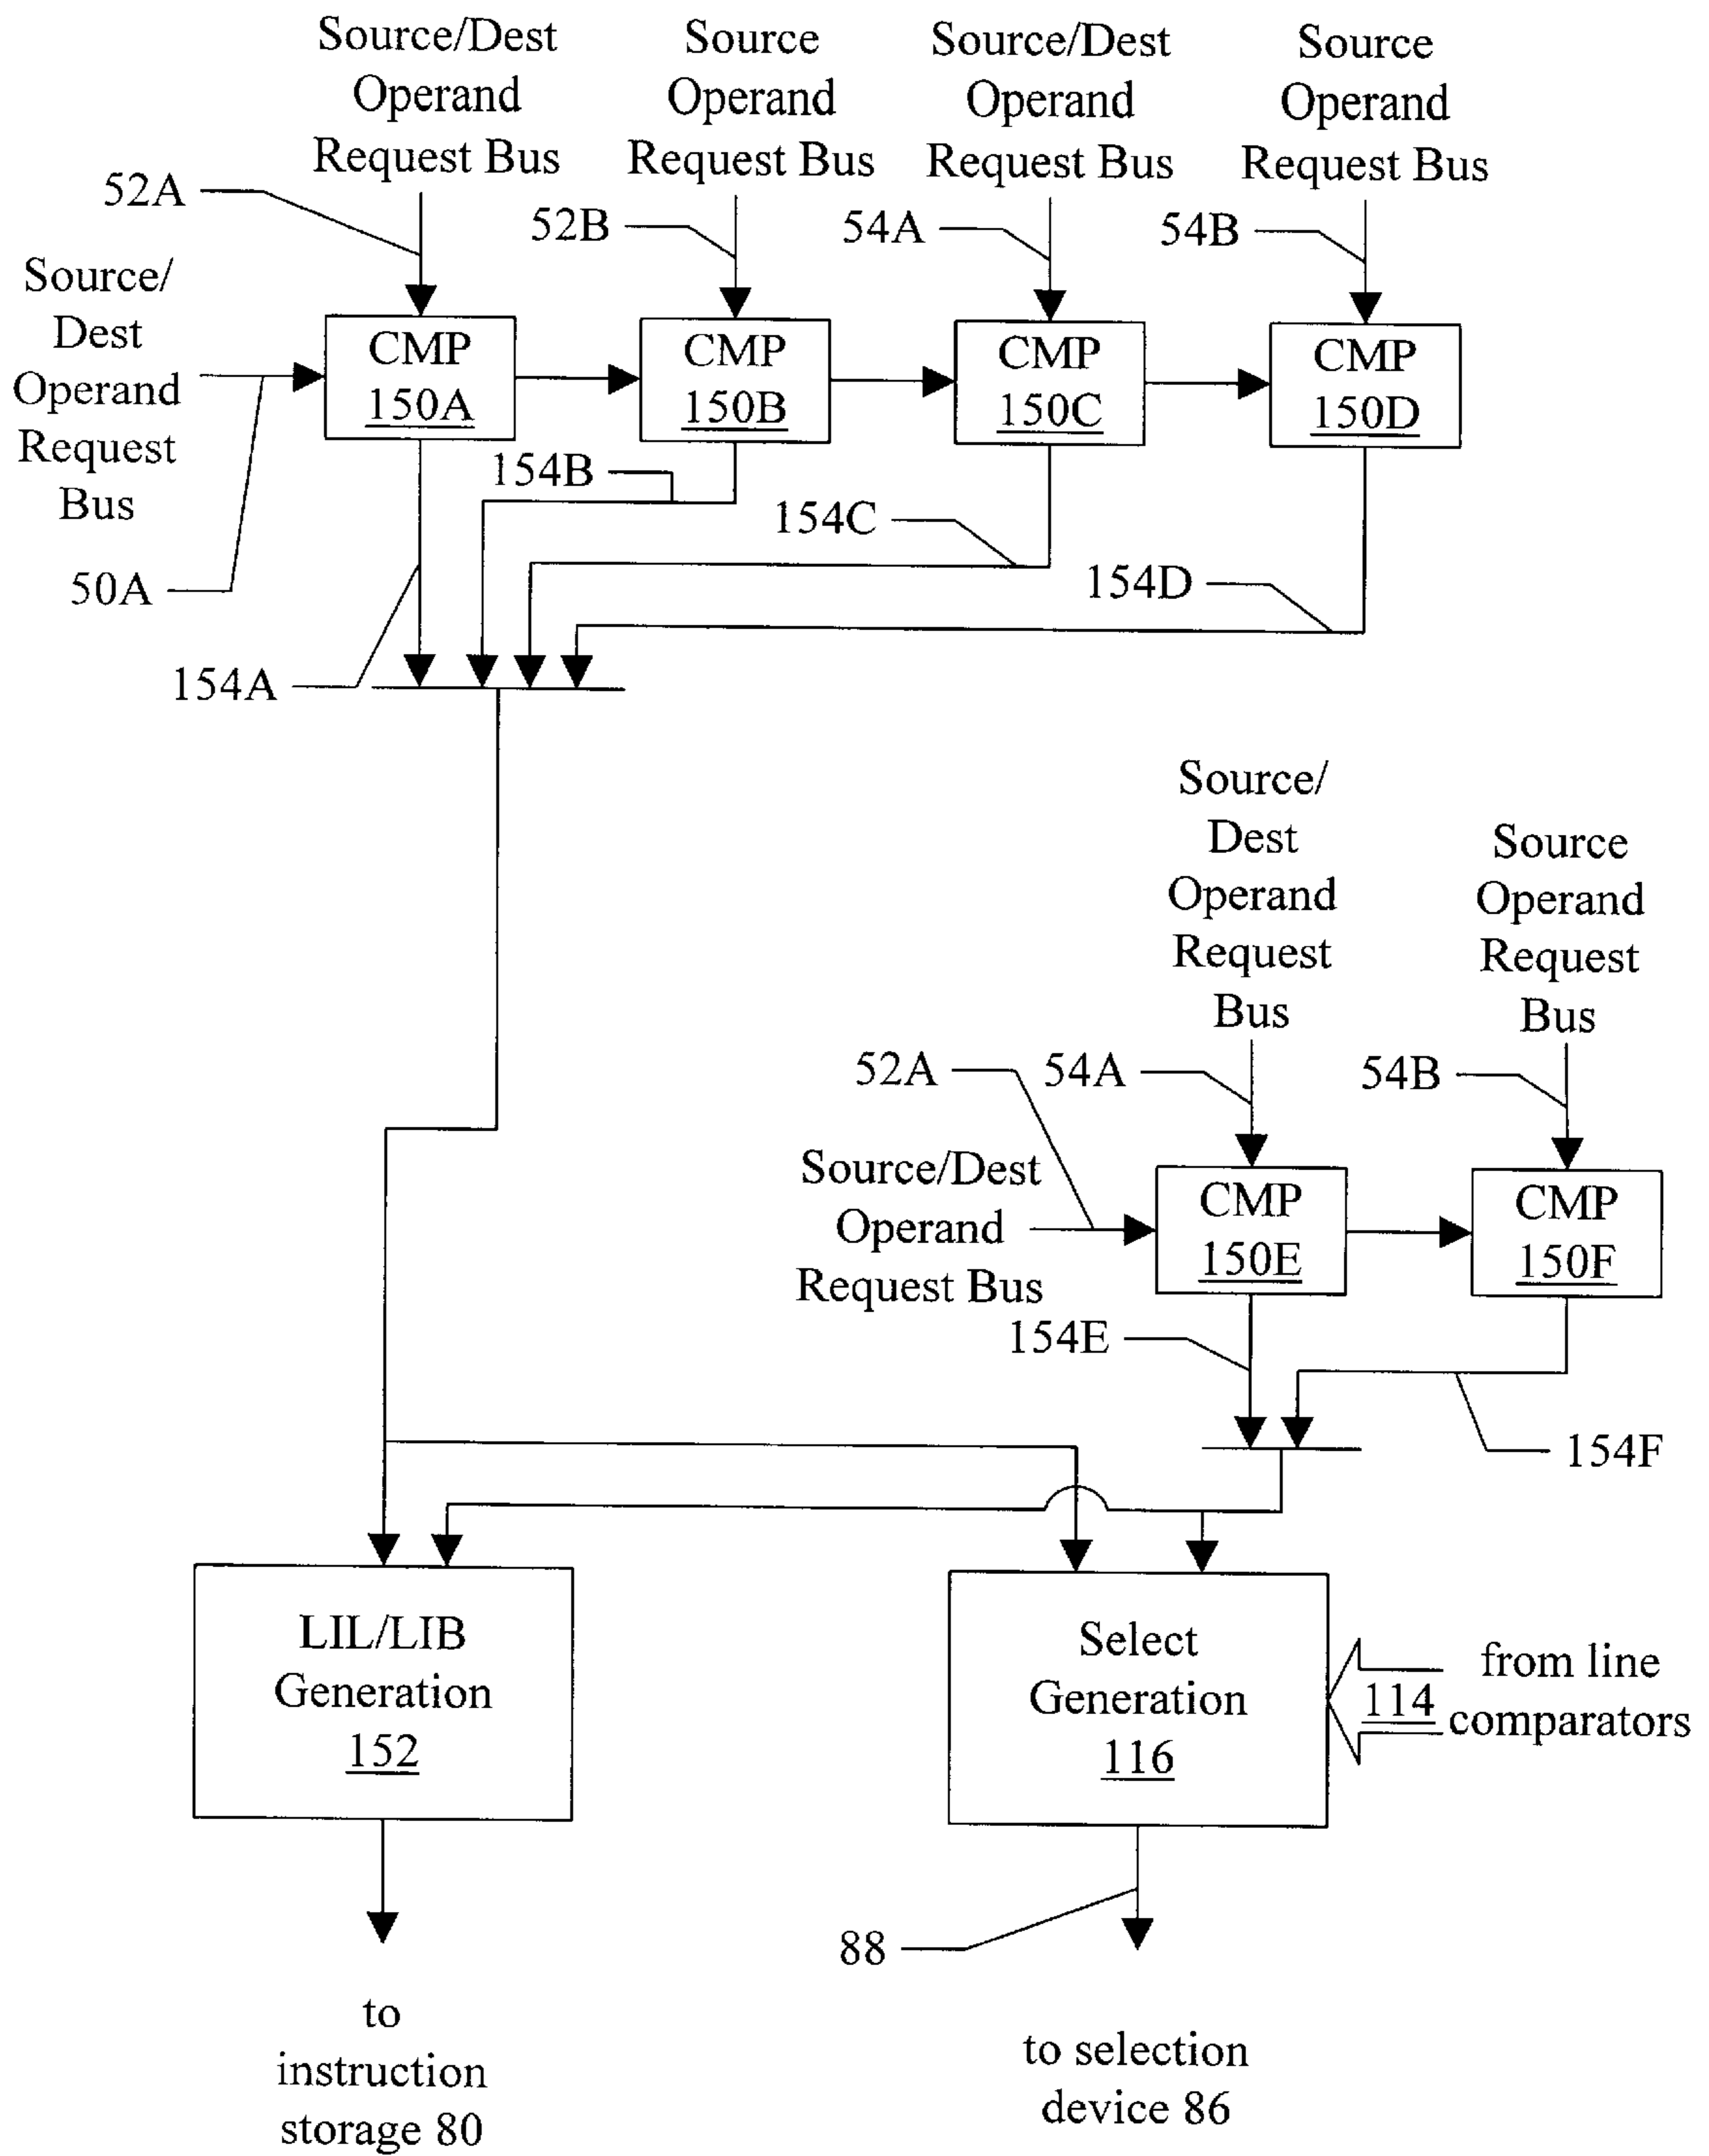 Source/Dest
Operand
Request Bus
Source
Operand
Request Bus
Source/Dest
Operand
Request Bus
Source
Operand
Request Bus
52A
52B
54A
54B
Source/
Dest
Operand
Request
Bus
CMP
150A
CMP
150B
CMP
150C
CMP
150D
154B
154C
50A
154D
154A
Source/
Dest
Operand
Request
Bus
Source
Operand
Request
Bus
52A
54A
54B
Source/Dest
Operand
Request Bus
CMP
150E
CMP
150F
154E
154F
LIL/LIB
Generation
152
Select
Generation
116
from line
114 comparators
88
to
instruction
storage 80
to selection
device 86